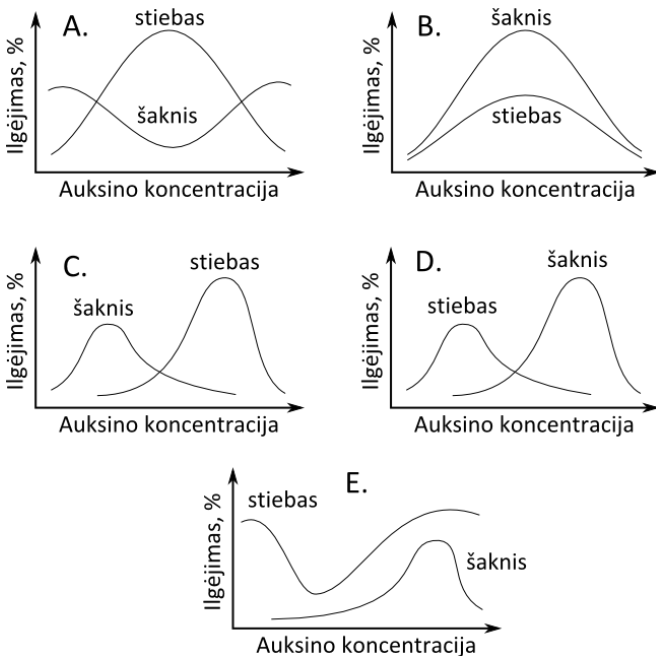 A.
stiebas
šaknis
Ilgėjimas, %
Auksino koncentracija
B.
šaknis
stiebas
Ilgėjimas, %
Auksino koncentracija
C.
stiebas
šaknis
Ilgėjimas, %
Auksino koncentracija
D.
šaknis
stiebas
Ilgėjimas, %
Auksino koncentracija
E.
stiebas
šaknis
Ilgėjimas, %
Auksino koncentracija